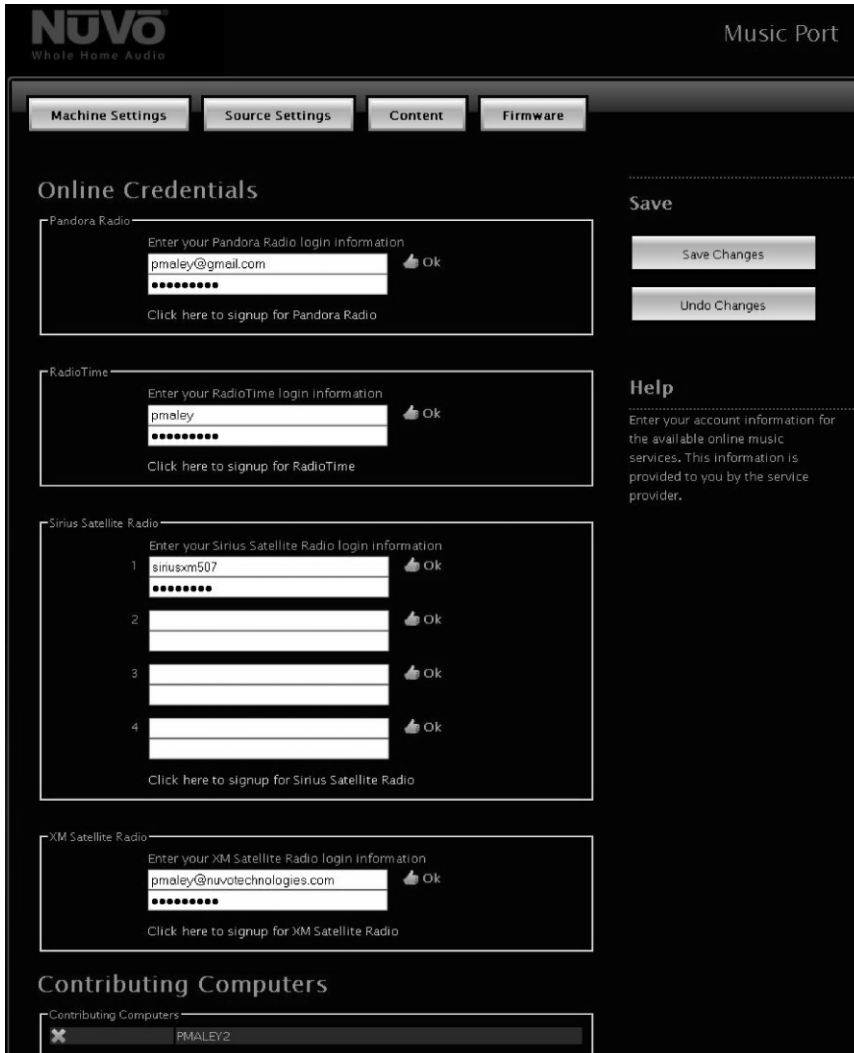 NŪVO®
Whole Home Audio
Music Port
Machine Settings
Source Settings
Content
Firmware
Online Credentials
Pandora Radio
Enter your Pandora Radio login information
pmaley@gmail.com
Ok
•••••••••
Click here to signup for Pandora Radio
RadioTime
Enter your RadioTime login information
pmaley
Ok
•••••••••
Click here to signup for RadioTime
Sirius Satellite Radio
Enter your Sirius Satellite Radio login information
1 siriusxm507 Ok
••••••••
2 Ok
3 Ok
4 Ok
Click here to signup for Sirius Satellite Radio
XM Satellite Radio
Enter your XM Satellite Radio login information
pmaley@nuvotechnologies.com
Ok
•••••••••
Click here to signup for XM Satellite Radio
Contributing Computers
Contributing Computers
PMALEY2
Save
Save Changes
Undo Changes
Help
Enter your account information for
the available online music
services. This information is
provided to you by the service
provider.